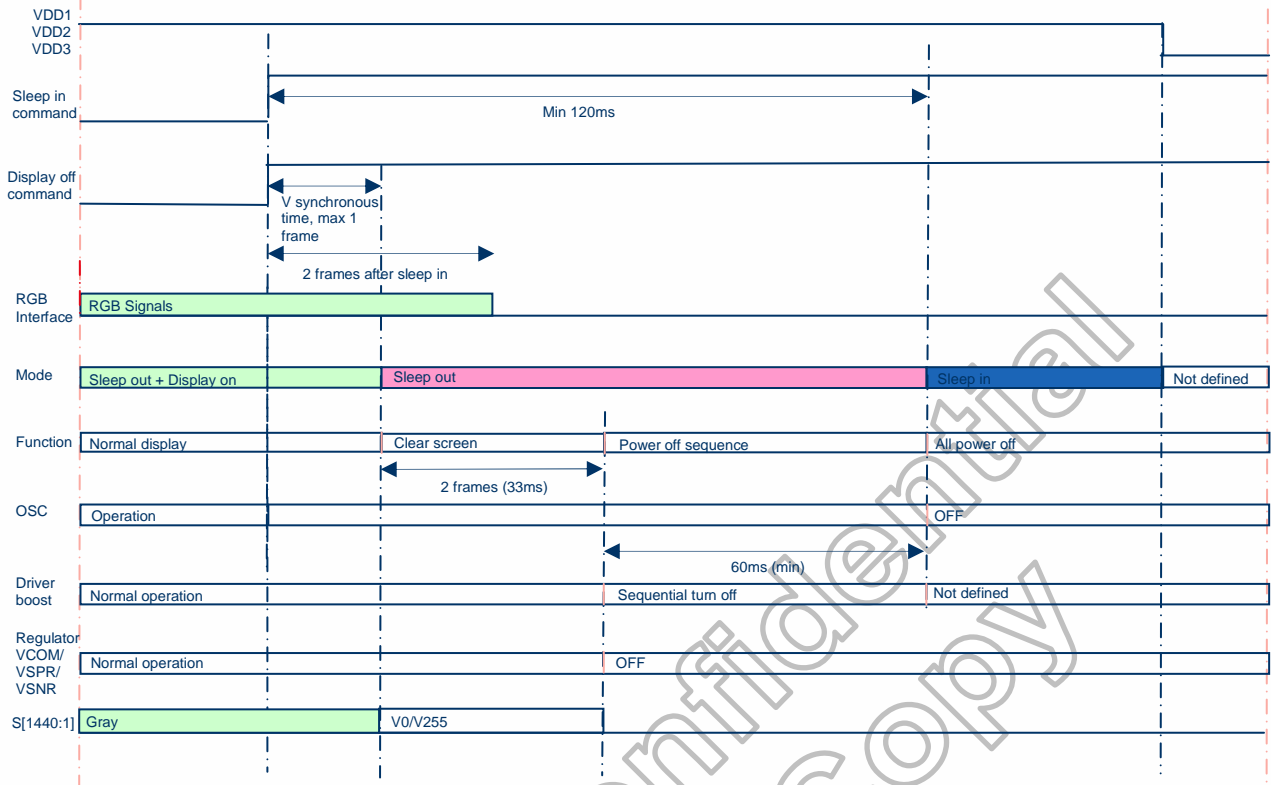 VDD1
VDD2
VDD3
Sleep in
command
Min 120ms
Display off
command
V synchronous
time, max 1
frame
2 frames after sleep in
RGB
Interface
RGB Signals
Mode
Sleep out + Display on
Sleep out
Sleep in
Not defined
Function
Normal display
Clear screen
Power off sequence
All power off
2 frames (33ms)
OSC
Operation
OFF
60ms (min)
Driver
boost
Normal operation
Sequential turn off
Not defined
Regulator
VCOM/
VSPR/
VSNR
Normal operation
OFF
S[1440:1]
Gray
V0/V255
onfidential
Copy